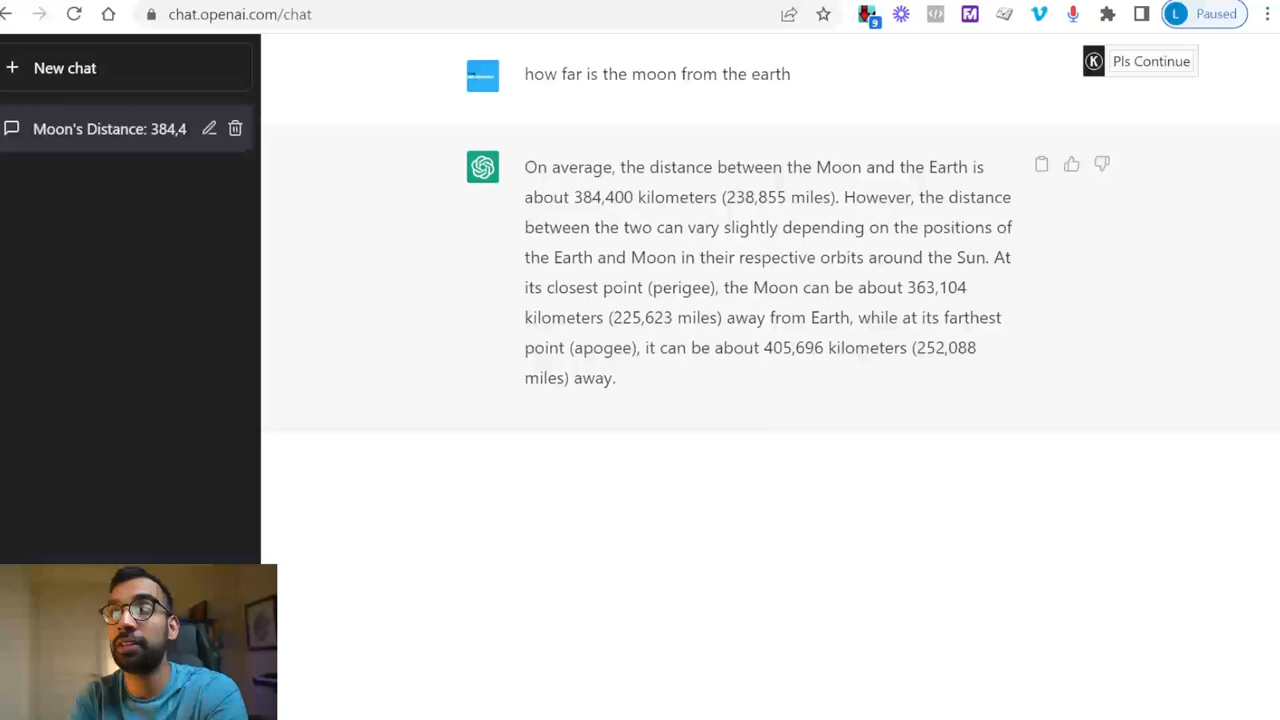 chat.openai.com/chat
9
L
Paused
New chat
Moon's Distance: 384,4
how far is the moon from the earth
K
Pls Continue
On average, the distance between the Moon and the Earth is
about 384,400 kilometers (238,855 miles). However, the distance
between the two can vary slightly depending on the positions of
the Earth and Moon in their respective orbits around the Sun. At
its closest point (perigee), the Moon can be about 363,104
kilometers (225,623 miles) away from Earth, while at its farthest
point (apogee), it can be about 405,696 kilometers (252,088
miles) away.